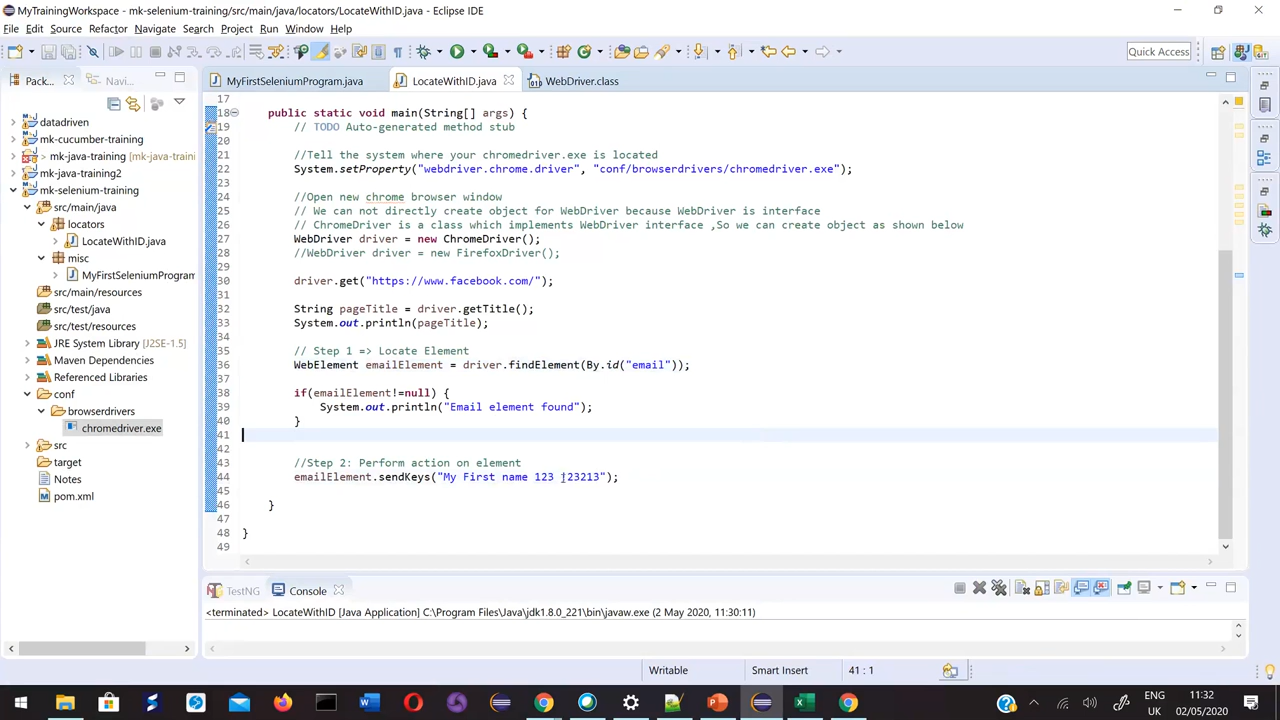 MyTrainingWorkspace - mk-selenium-training/src/main/java/locators/LocateWithID.java - Eclipse IDE
File Edit Source Refactor Navigate Search Project Run Window Help
Quick Access
Pack... Navi...
MyFirstSeleniumProgram.java LocateWithID.java WebDriver.class
datadriven
mk-cucumber-training
> mk-java-training [mk-java-traini
mk-java-training2
mk-selenium-training
src/main/java
locators
LocateWithID.java
misc
MyFirstSeleniumProgram
src/main/resources
src/test/java
src/test/resources
JRE System Library [J2SE-1.5]
Maven Dependencies
Referenced Libraries
conf
browserdrivers
chromedriver.exe
src
target
Notes
pom.xml
17
18 public static void main(String[] args) {
19 // TODO Auto-generated method stub
20
21 //Tell the system where your chromedriver.exe is located
22 System.setProperty("webdriver.chrome.driver", "conf/browserdrivers/chromedriver.exe");
23
24 //Open new chrome browser window
25 // We can not directly create object for WebDriver because WebDriver is interface
26 // ChromeDriver is a class which implements WebDriver interface ,So we can create object as shown below
27 WebDriver driver = new ChromeDriver();
28 //WebDriver driver = new FirefoxDriver();
29
30 driver.get("https://www.facebook.com/");
31
32 String pageTitle = driver.getTitle();
33 System.out.println(pageTitle);
34
35 // Step 1 => Locate Element
36 WebElement emailElement = driver.findElement(By.id("email"));
37
38 if(emailElement!=null) {
39 System.out.println("Email element found");
40 }
41
42
43 //Step 2: Perform action on element
44 emailElement.sendKeys("My First name 123 j23213");
45
46 }
47
48 }
49
TestNG Console
<terminated> LocateWithID [Java Application] C:\Program Files\Java\jdk1.8.0_221\bin\javaw.exe (2 May 2020, 11:30:11)
Writable Smart Insert 41 : 1
ENG 11:32
UK 02/05/2020